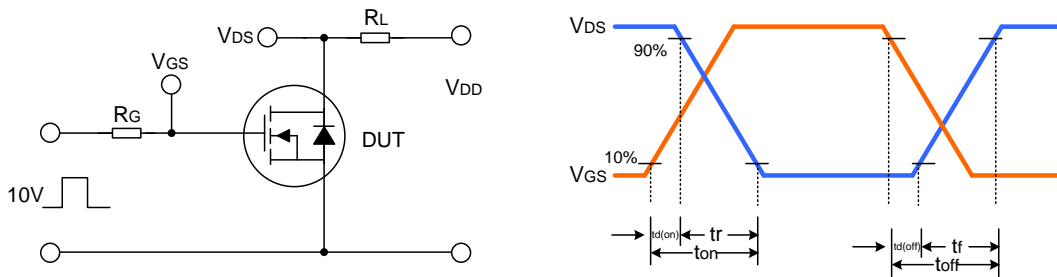 VDS
RL
VGS
VDD
RG
DUT
10V
VDS
90%
10%
VGS
td(on)
tr
ton
td(off)
tf
toff